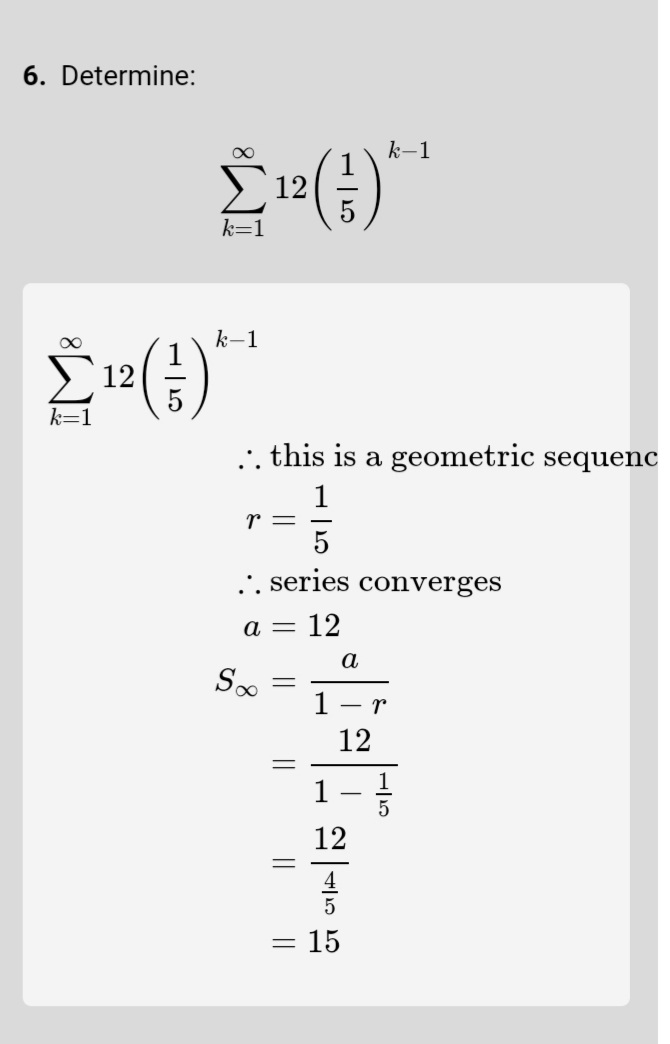 6. Determine:
$\sum_{k=1}^{\infty} 12\left(\frac{1}{5}\right)^{k-1}$
$\sum_{k=1}^{\infty} 12\left(\frac{1}{5}\right)^{k-1}$
∴ this is a geometric sequenc
$r = \frac{1}{5}$
∴ series converges
$a = 12$
$S_{\infty} = \frac{a}{1-r}$
$= \frac{12}{1-\frac{1}{5}}$
$= \frac{12}{\frac{4}{5}}$
$= 15$